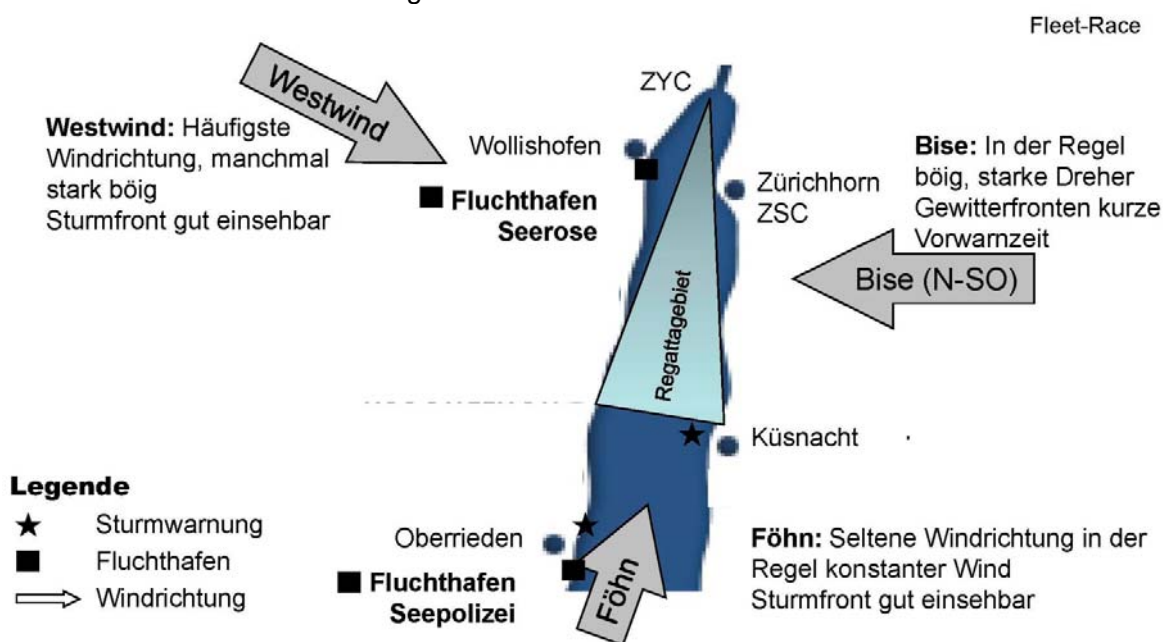 Fleet-Race
ZYC
Westwind
Westwind: Häufigste
Windrichtung, manchmal
stark böig
Sturmfront gut einsehbar
Wollishofen
Fluchthafen
Seerose
Zürichhorn
ZSC
Bise: In der Regel
böig, starke Dreher
Gewitterfronten kurze
Vorwarnzeit
Bise (N-SO)
Regattagebiet
Küsnacht
Legende
Sturmwarnung
Fluchthafen
Windrichtung
Oberrieden
Fluchthafen
Seepolizei
Föhn
Föhn: Seltene Windrichtung in der
Regel konstanter Wind
Sturmfront gut einsehbar